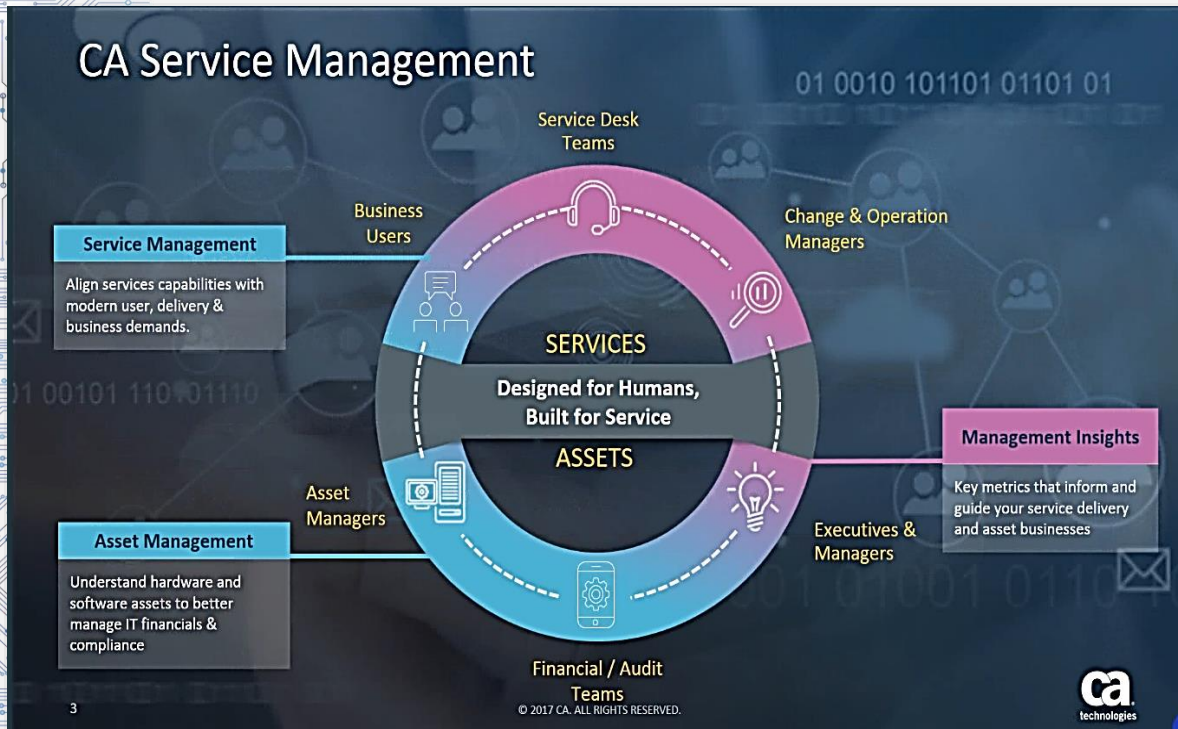 CA Service Management
01 0010 101101 01101 01
Service Desk
Teams
Business
Users
Change & Operation
Managers
Service Management
Align services capabilities with
modern user, delivery &
business demands.
SERVICES
Designed for Humans,
Built for Service
ASSETS
01 00101 110101110
Management Insights
Key metrics that inform and
guide your service delivery
and asset businesses
Asset
Managers
Executives &
Managers
Asset Management
Understand hardware and
software assets to better
manage IT financials &
compliance
Financial / Audit
Teams
3
© 2017 CA. ALL RIGHTS RESERVED.
ca
technologies